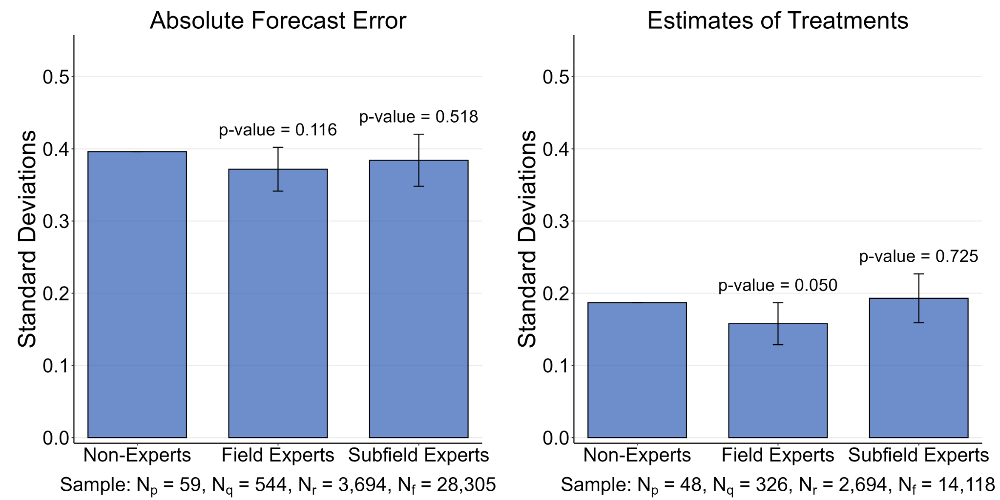 Absolute Forecast Error
Standard Deviations
0.5
0.4
0.3
0.2
0.1
0.0
p-value = 0.116
p-value = 0.518
Non-Experts
Field Experts
Subfield Experts
Sample: Np = 59, Nq = 544, Nr = 3,694, Nf = 28,305
Estimates of Treatments
Standard Deviations
0.5
0.4
0.3
0.2
0.1
0.0
p-value = 0.050
p-value = 0.725
Non-Experts
Field Experts
Subfield Experts
Sample: Np = 48, Nq = 326, Nr = 2,694, Nf = 14,118